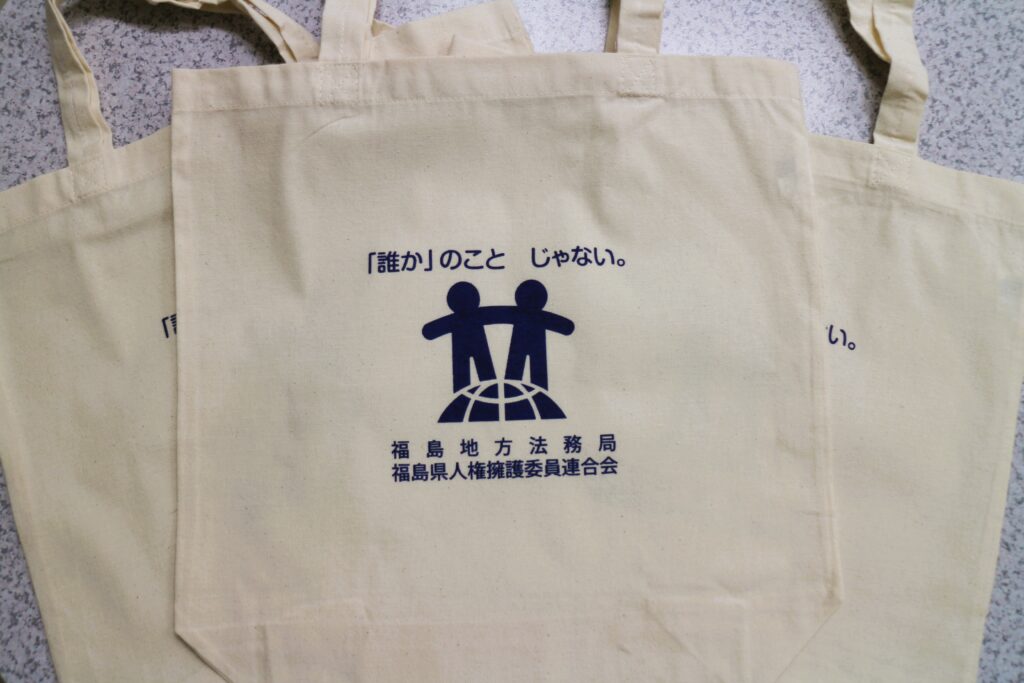 「誰か」のこと じゃない。
福島地方法務局
福島県人権擁護委員連合会
い。